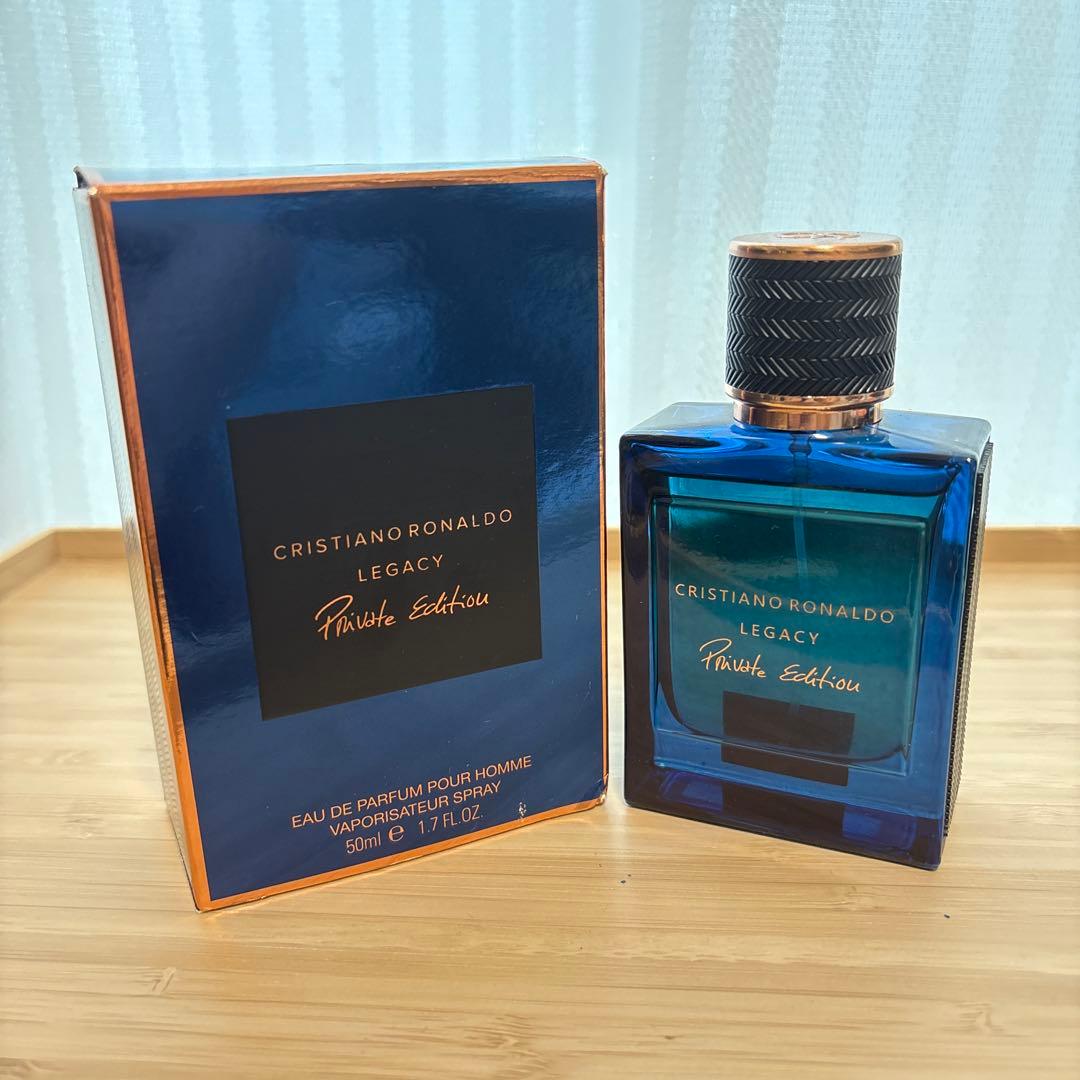 CRISTIANO RONALDO
LEGACY
Private Edition
EAU DE PARFUM POUR HOMME
VAPORISATEUR SPRAY
50ml ℮ 1.7 FL.OZ.
CRISTIANO RONALDO
LEGACY
Private Edition